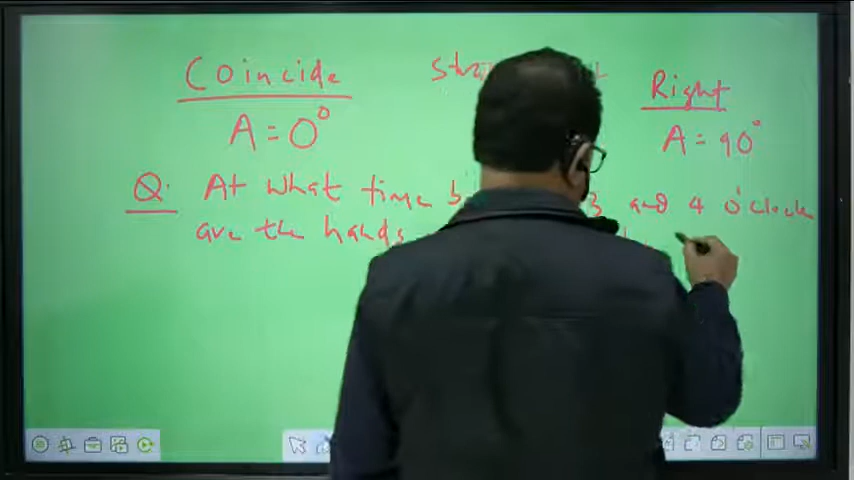 Coincide
A = 0°
Right
A = 90°
Q. At what time 3 and 4 o'clock
are the hands